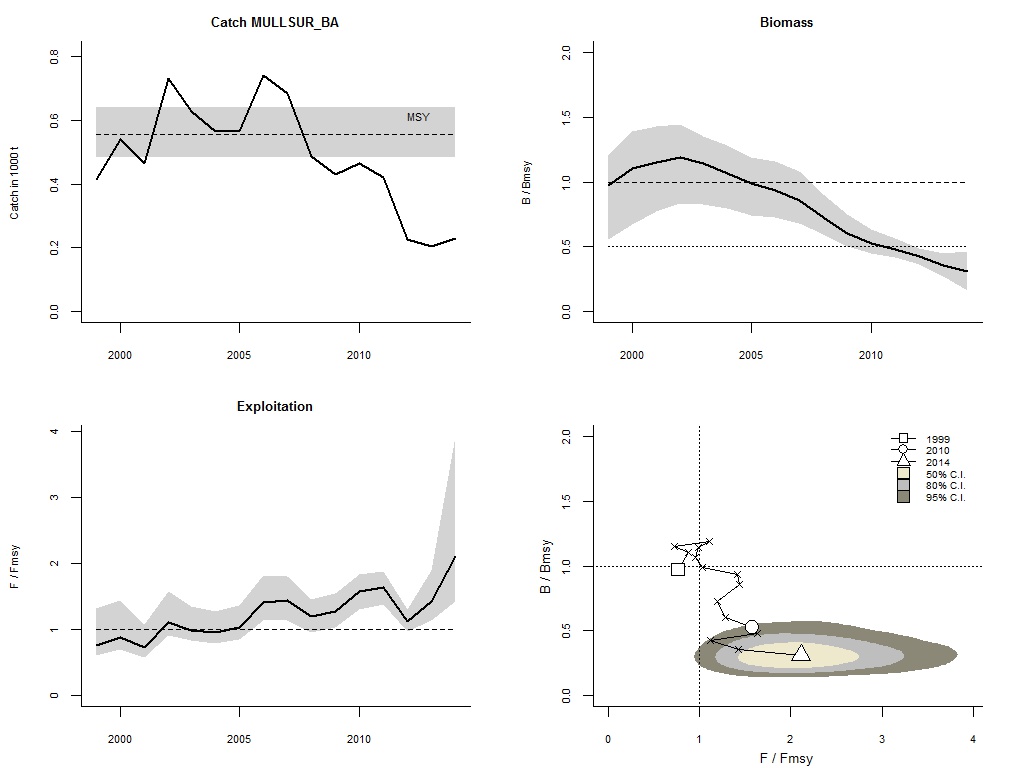 Catch MULLSUR_BA
Catch in 1000 t
0.0 0.2 0.4 0.6 0.8
MSY
2000 2005 2010
Biomass
B / Bmsy
0.0 0.5 1.0 1.5 2.0
2000 2005 2010
Exploitation
F / Fmsy
0 1 2 3 4
2000 2005 2010
B / Bmsy
0.0 0.5 1.0 1.5 2.0
1999
2010
2014
50% C.I.
80% C.I.
95% C.I.
0 1 2 3 4
F / Fmsy